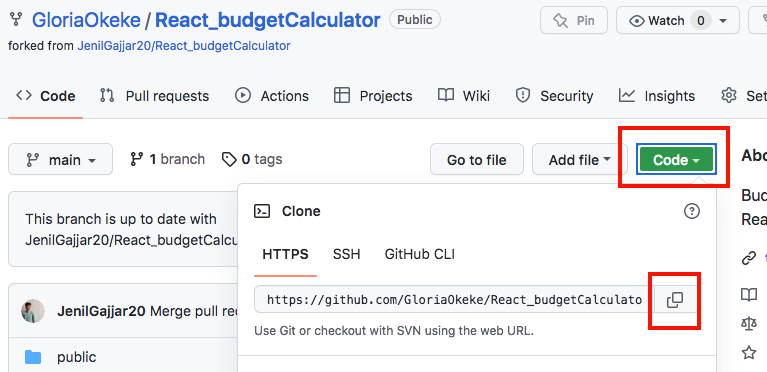 GloriaOkeke / React_budgetCalculator Public Pin Watch 0
forked from JenilGajjar20/React_budgetCalculator
Code Pull requests Actions Projects Wiki Security Insights Set
main 1 branch 0 tags Go to file Add file Code Abo
This branch is up to date with
JenilGajjar20/React_budgetCalcu
Clone
HTTPS SSH GitHub CLI
https://github.com/GloriaOkeke/React_budgetCalculato
Use Git or checkout with SVN using the web URL.
JenilGajjar20 Merge pull rec
public
Bud
Rea